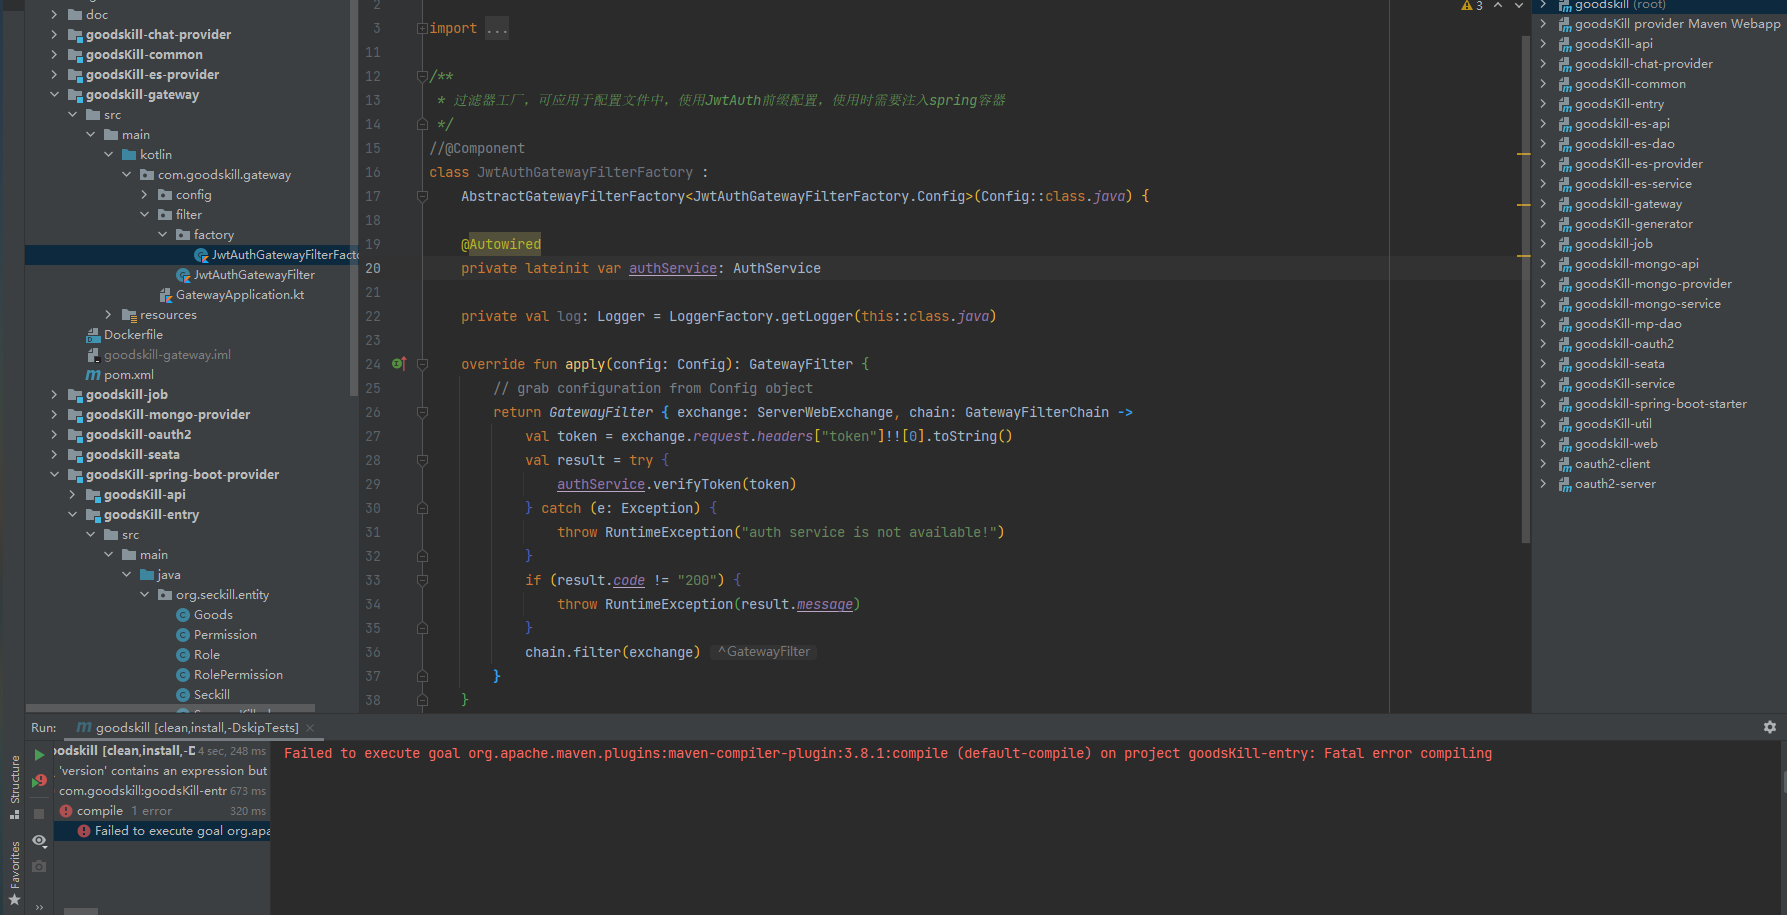 doc
goodskill-chat-provider
goodsKill-common
goodsKill-es-provider
goodskill-gateway
src
main
kotlin
com.goodskill.gateway
config
filter
factory
JwtAuthGatewayFilterFacto
JwtAuthGatewayFilter
GatewayApplication.kt
resources
Dockerfile
goodskill-gateway.iml
pom.xml
goodskill-job
goodsKill-mongo-provider
goodskill-oauth2
goodskill-seata
goodsKill-spring-boot-provider
goodsKill-api
goodsKill-entry
src
main
java
org.seckill.entity
Goods
Permission
Role
RolePermission
Seckill
2
3 import ...
11
12 /**
13 * 过滤器工厂，可应用于配置文件中，使用JwtAuth前缀配置，使用时需要注入spring容器
14 */
15 //@Component
16 class JwtAuthGatewayFilterFactory :
17 AbstractGatewayFilterFactory<JwtAuthGatewayFilterFactory.Config>(Config::class.java) {
18
19 @Autowired
20 private lateinit var authService: AuthService
21
22 private val log: Logger = LoggerFactory.getLogger(this::class.java)
23
24 override fun apply(config: Config): GatewayFilter {
25 // grab configuration from Config object
26 return GatewayFilter { exchange: ServerWebExchange, chain: GatewayFilterChain ->
27 val token = exchange.request.headers["token"]!![0].toString()
28 val result = try {
29 authService.verifyToken(token)
30 } catch (e: Exception) {
31 throw RuntimeException("auth service is not available!")
32 }
33 if (result.code != "200") {
34 throw RuntimeException(result.message)
35 }
36 chain.filter(exchange) ^GatewayFilter
37 }
38 }
3
goodskill (root)
goodsKill provider Maven Webapp
goodsKill-api
goodskill-chat-provider
goodsKill-common
goodsKill-entry
goodskill-es-api
goodskill-es-dao
goodsKill-es-provider
goodskill-es-service
goodskill-gateway
goodsKill-generator
goodskill-job
goodsKill-mongo-api
goodsKill-mongo-provider
goodsKill-mongo-service
goodsKill-mp-dao
goodskill-oauth2
goodskill-seata
goodsKill-service
goodskill-spring-boot-starter
goodsKill-util
goodskill-web
oauth2-client
oauth2-server
Run: goodskill [clean,install,-DskipTests]
oodskill [clean,install,-D 4 sec, 248 ms
'version' contains an expression but
com.goodskill:goodsKill-entr 673 ms
compile 1 error 320 ms
Failed to execute goal org.apa
Failed to execute goal org.apache.maven.plugins:maven-compiler-plugin:3.8.1:compile (default-compile) on project goodsKill-entry: Fatal error compiling
Structure
Favorites